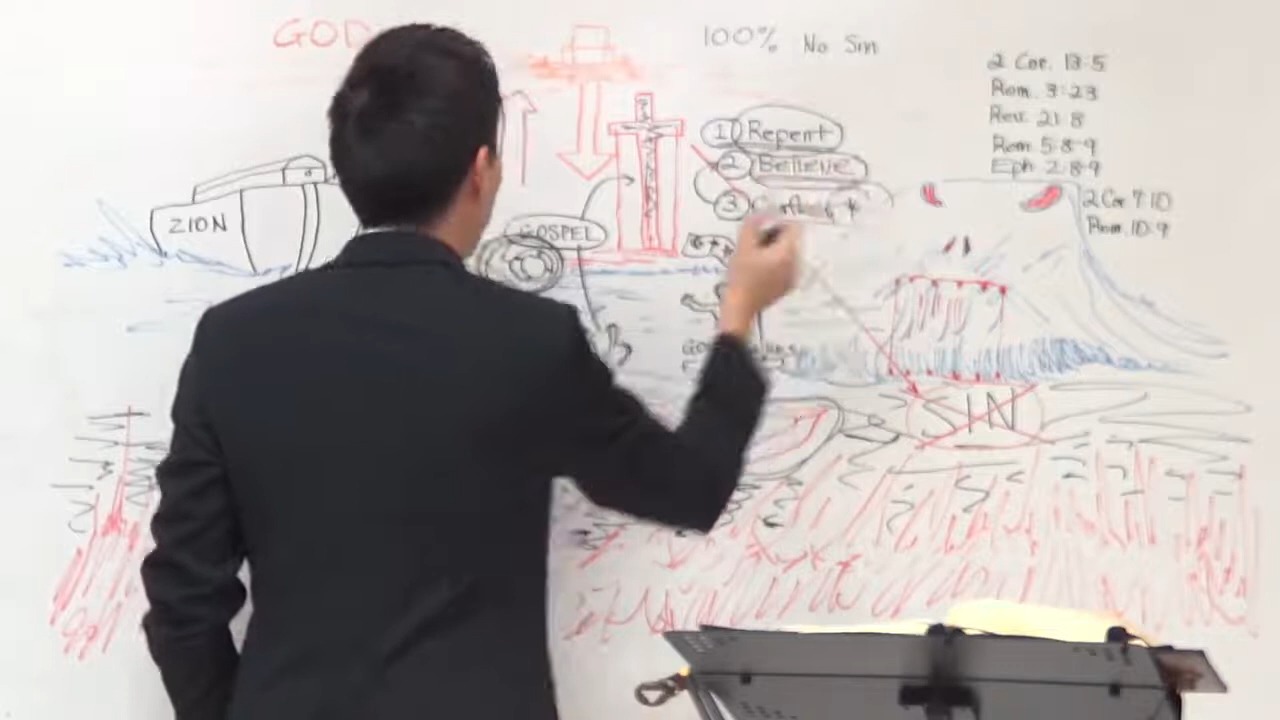 GOD
100% No Sin
2 Cor. 13:5
Rom. 3:23
Rev. 21:8
Rom 5:8-9
Eph 2:8-9
2 Cor 7:10
Rom. 10:9
1 Repent
2 Believe
3
ZION
GOSPEL
SIN